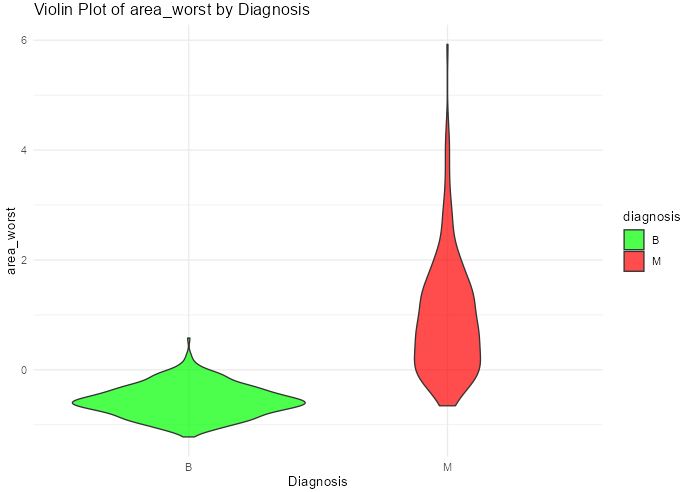 Violin Plot of area_worst by Diagnosis
6
4
2
0
area_worst
B
M
Diagnosis
diagnosis
B
M